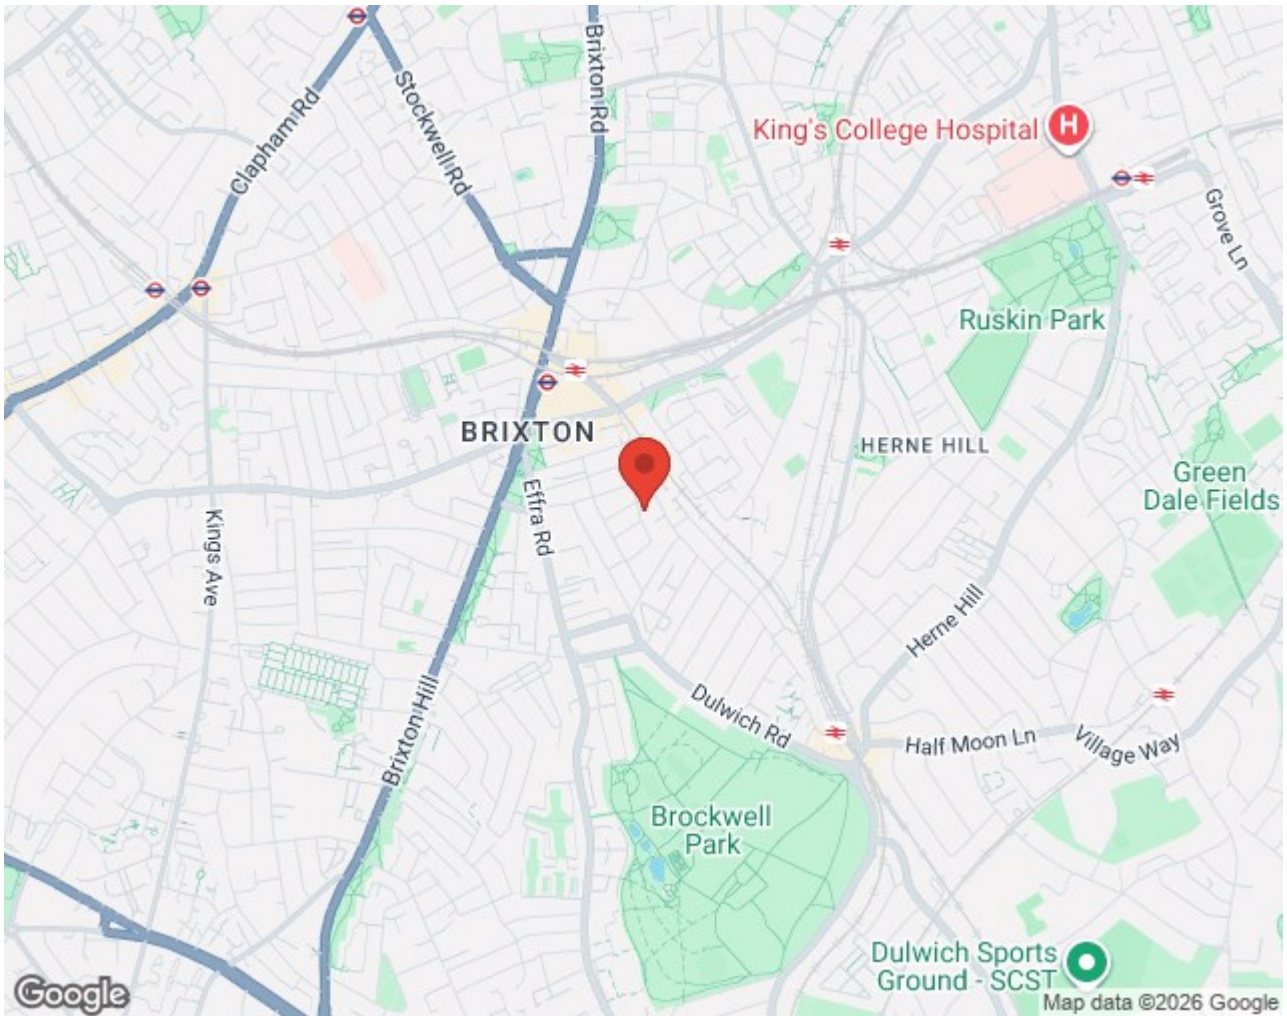 Clapham Rd
Stockwell Rd
Brixton Rd
King's College Hospital
H
Grove Ln
Ruskin Park
BRIXTON
HERNE HILL
Green
Dale Fields
Effra Rd
Kings Ave
Herne Hill
Brixton Hill
Dulwich Rd
Half Moon Ln
Village Way
Brockwell
Park
Dulwich Sports
Ground - SCST
Google
Map data ©2026 Google